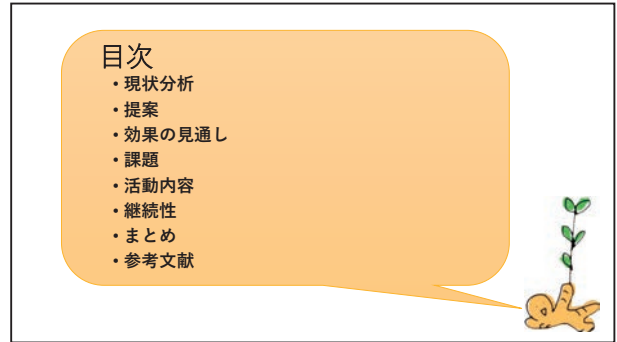 目次
・現状分析
・提案
・効果の見通し
・課題
・活動内容
・継続性
・まとめ
・参考文献